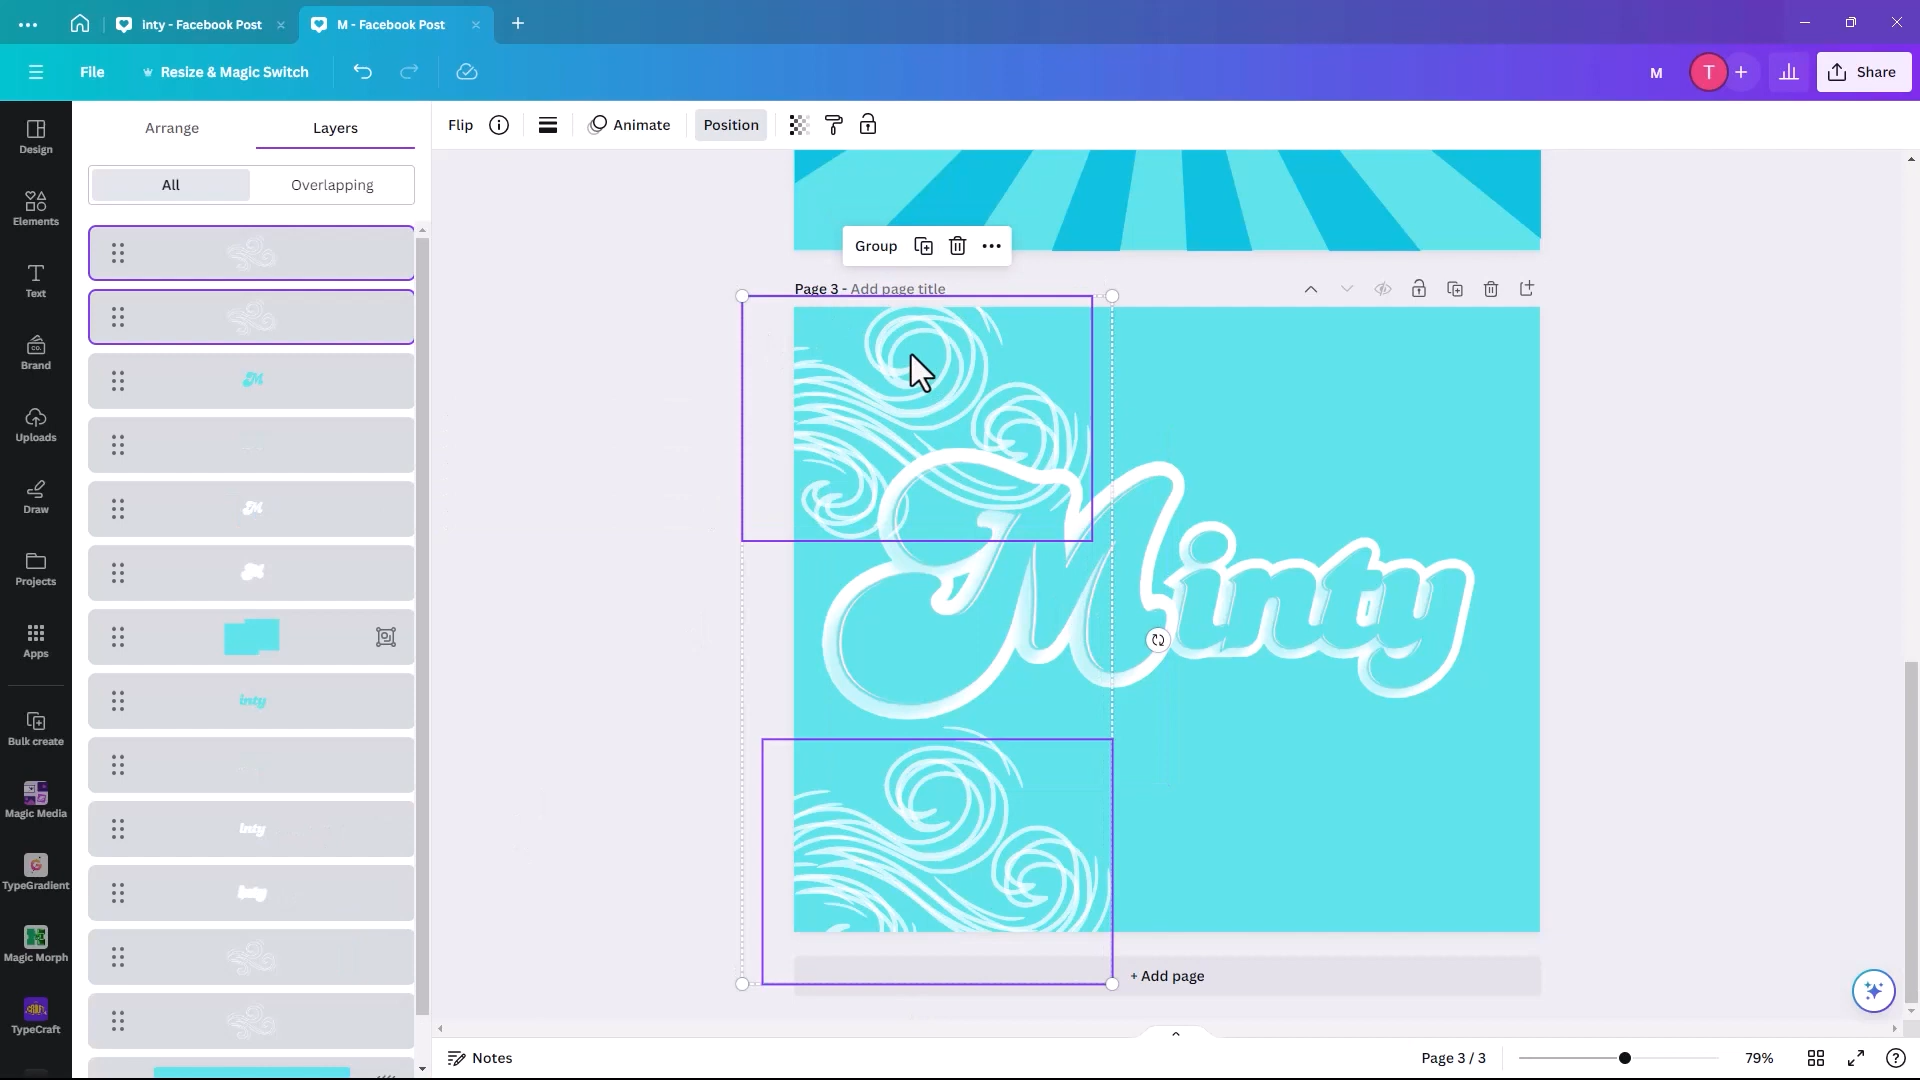 inty - Facebook Post
M - Facebook Post
File
Resize & Magic Switch
M
T
Share
Design
Elements
Text
Brand
CO.
Uploads
Draw
Projects
Apps
Bulk create
Magic Media
TypeGradient
Magic Morph
TypeCraft
Arrange
Layers
All
Overlapping
M
M
inty
inty
Flip
Animate
Position
Group
Page 3 - Add page title
Minty
+ Add page
Notes
Page 3 / 3
79%